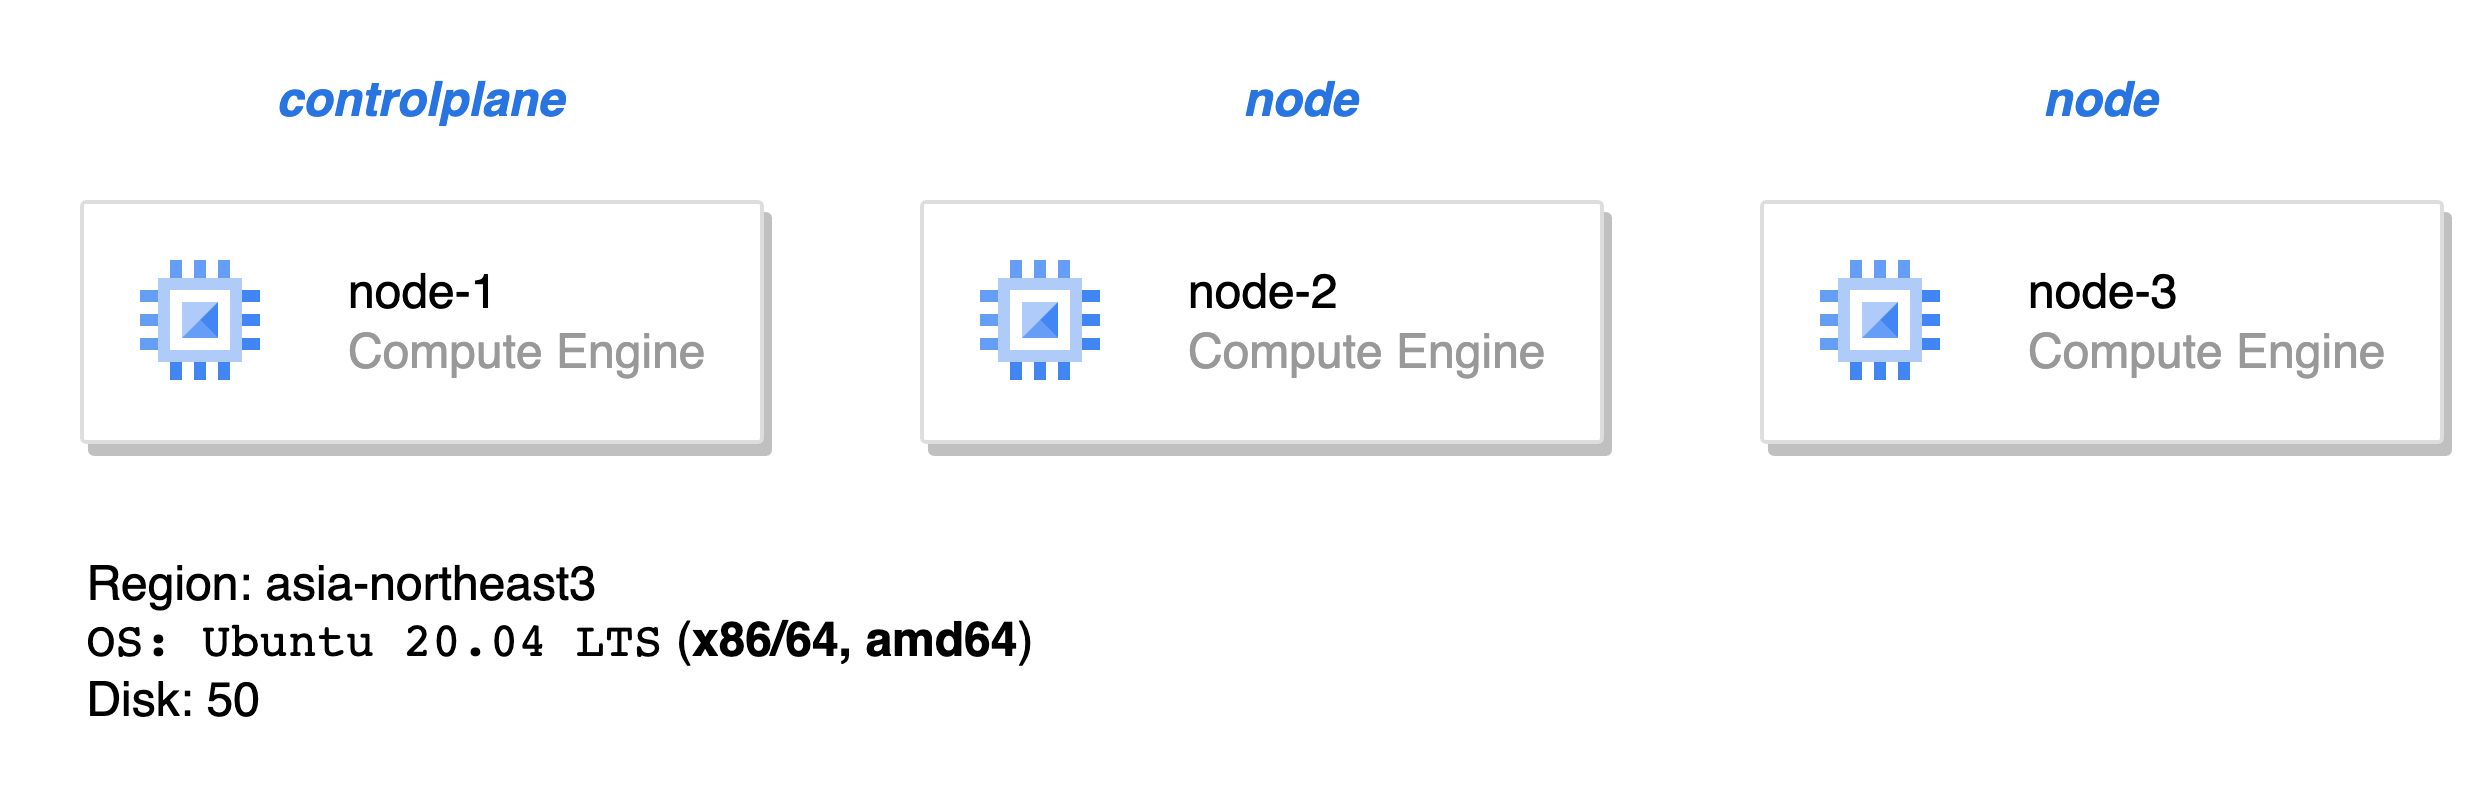 controlplane
node
node
node-1
Compute Engine
node-2
Compute Engine
node-3
Compute Engine
Region: asia-northeast3
OS: Ubuntu 20.04 LTS (x86/64, amd64)
Disk: 50